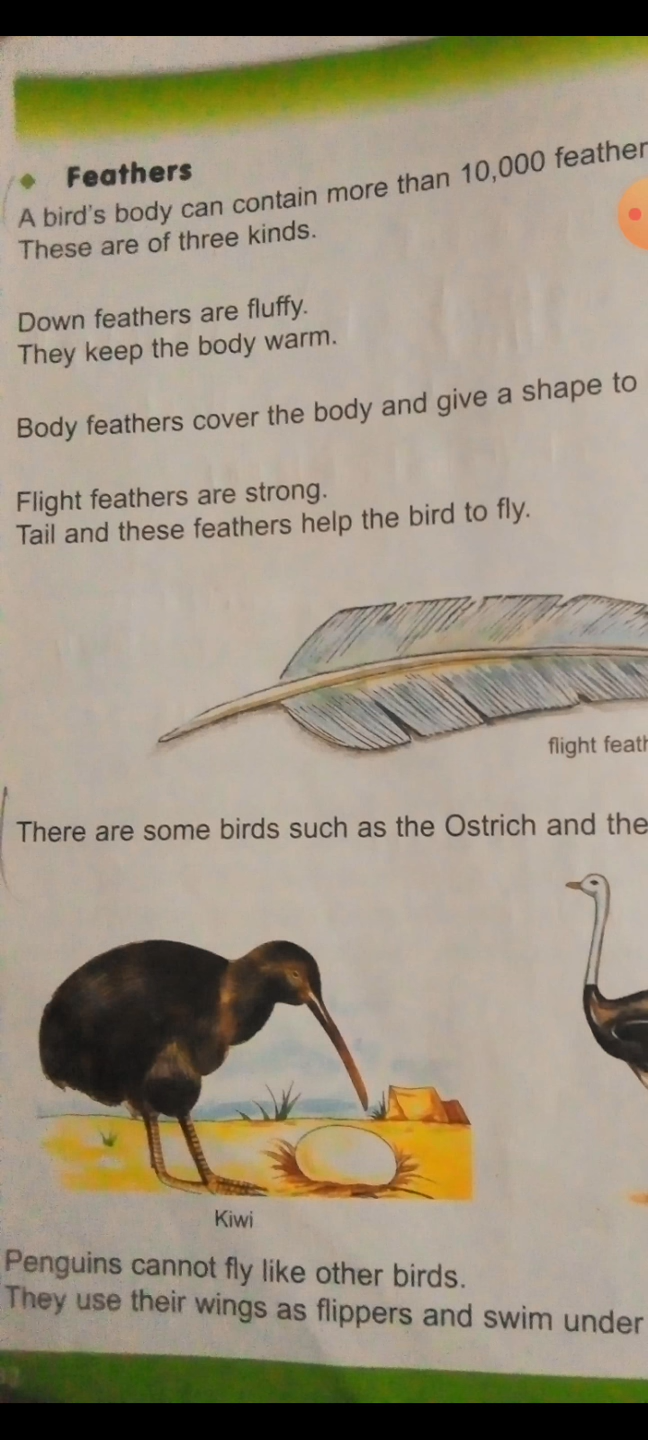 Feathers
A bird's body can contain more than 10,000 feather
These are of three kinds.
Down feathers are fluffy.
They keep the body warm.
Body feathers cover the body and give a shape to
Flight feathers are strong.
Tail and these feathers help the bird to fly.
flight feath
There are some birds such as the Ostrich and the
Kiwi
Penguins cannot fly like other birds.
They use their wings as flippers and swim under